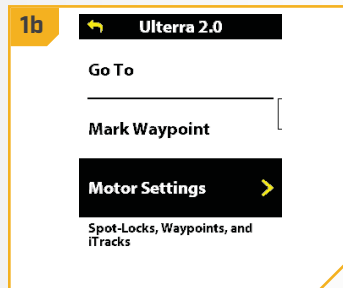 1b
Ulterra 2.0
Go To
Mark Waypoint
Motor Settings
Spot-Locks, Waypoints, and
iTracks